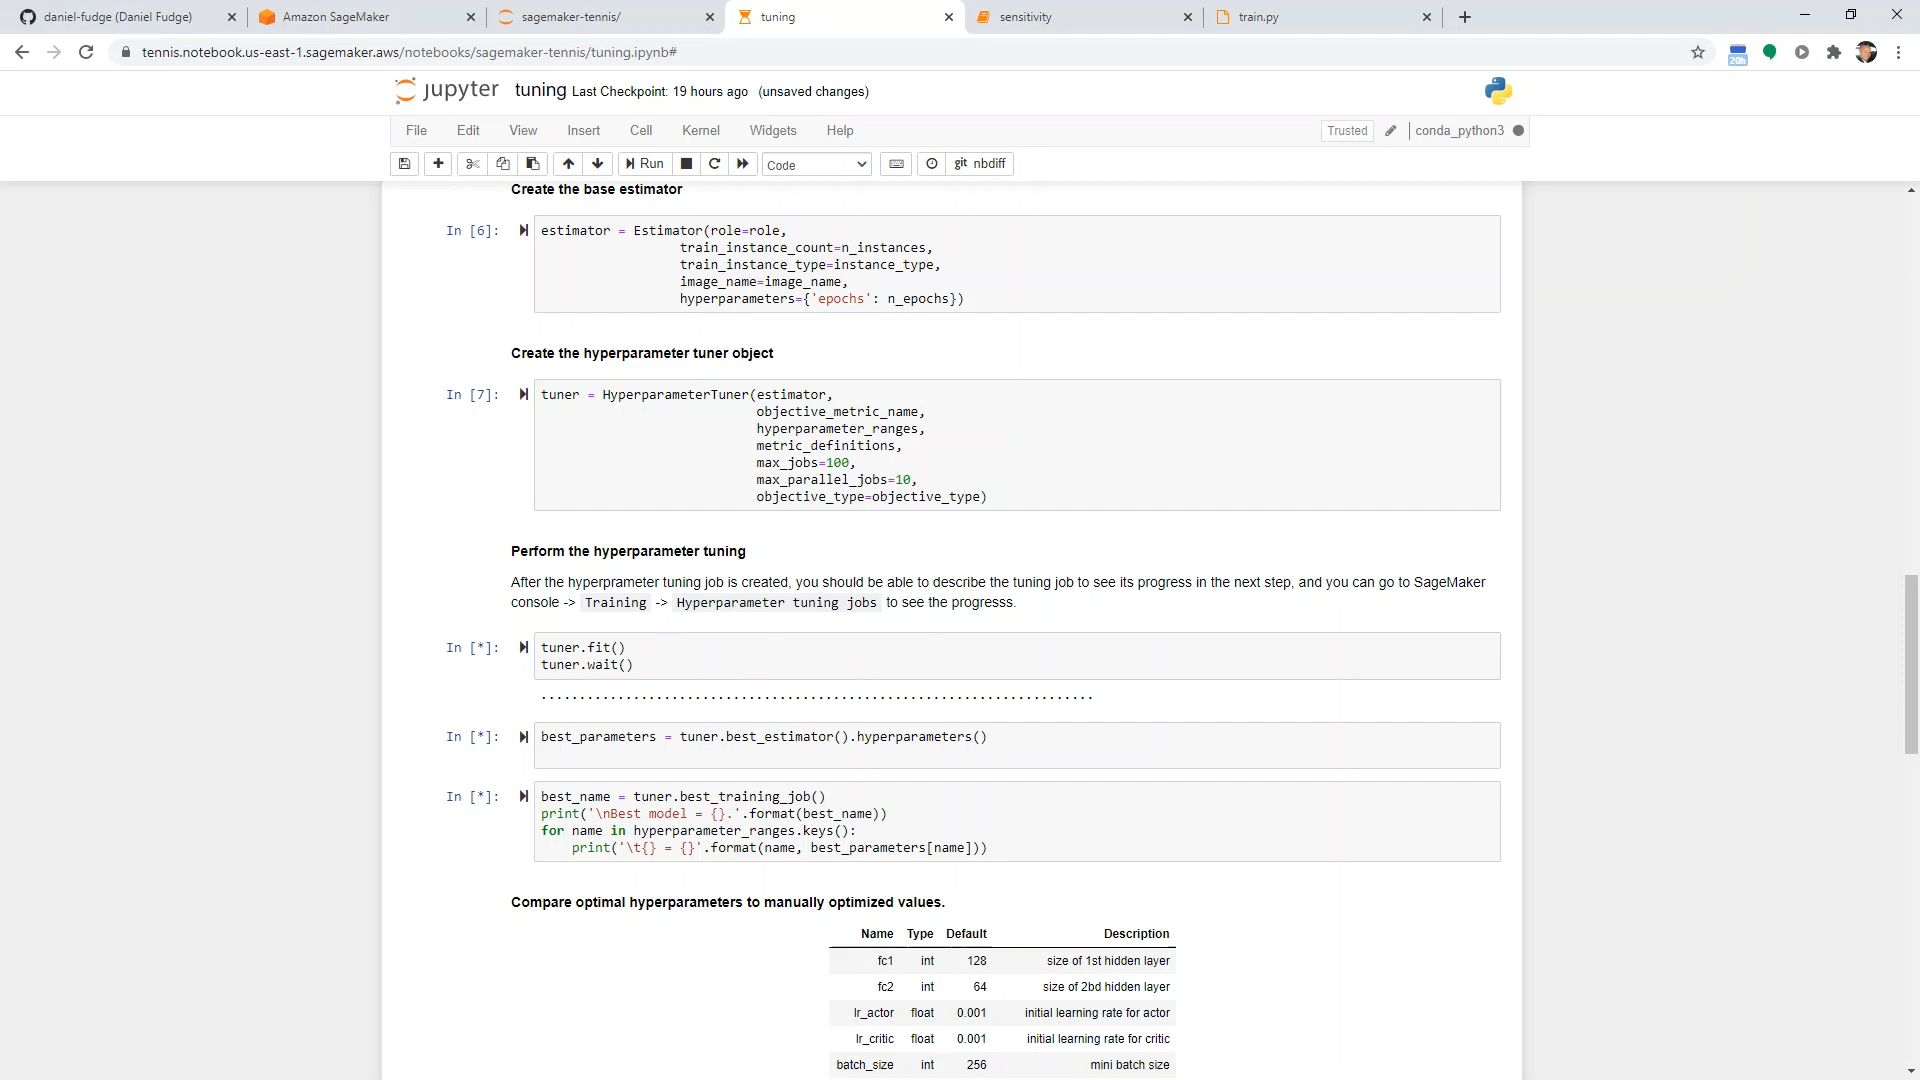 daniel-fudge (Daniel Fudge)
Amazon SageMaker
sagemaker-tennis/
tuning
sensitivity
train.py
tennis.notebook.us-east-1.sagemaker.aws/notebooks/sagemaker-tennis/tuning.ipynb#
20h
jupyter tuning Last Checkpoint: 19 hours ago (unsaved changes)
File Edit View Insert Cell Kernel Widgets Help Trusted conda_python3
Run Code git nbdiff
Create the base estimator
In [6]: estimator = Estimator(role=role,
train_instance_count=n_instances,
train_instance_type=instance_type,
image_name=image_name,
hyperparameters={'epochs': n_epochs})
Create the hyperparameter tuner object
In [7]: tuner = HyperparameterTuner(estimator,
objective_metric_name,
hyperparameter_ranges,
metric_definitions,
max_jobs=100,
max_parallel_jobs=10,
objective_type=objective_type)
Perform the hyperparameter tuning
After the hyperprameter tuning job is created, you should be able to describe the tuning job to see its progress in the next step, and you can go to SageMaker
console -> Training -> Hyperparameter tuning jobs to see the progresss.
In [*]: tuner.fit()
tuner.wait()
........................................................................
In [*]: best_parameters = tuner.best_estimator().hyperparameters()
In [*]: best_name = tuner.best_training_job()
print('\nBest model = {}.'.format(best_name))
for name in hyperparameter_ranges.keys():
print('\t{} = {}'.format(name, best_parameters[name]))
Compare optimal hyperparameters to manually optimized values.
Name Type Default Description
fc1 int 128 size of 1st hidden layer
fc2 int 64 size of 2bd hidden layer
lr_actor float 0.001 initial learning rate for actor
lr_critic float 0.001 initial learning rate for critic
batch_size int 256 mini batch size